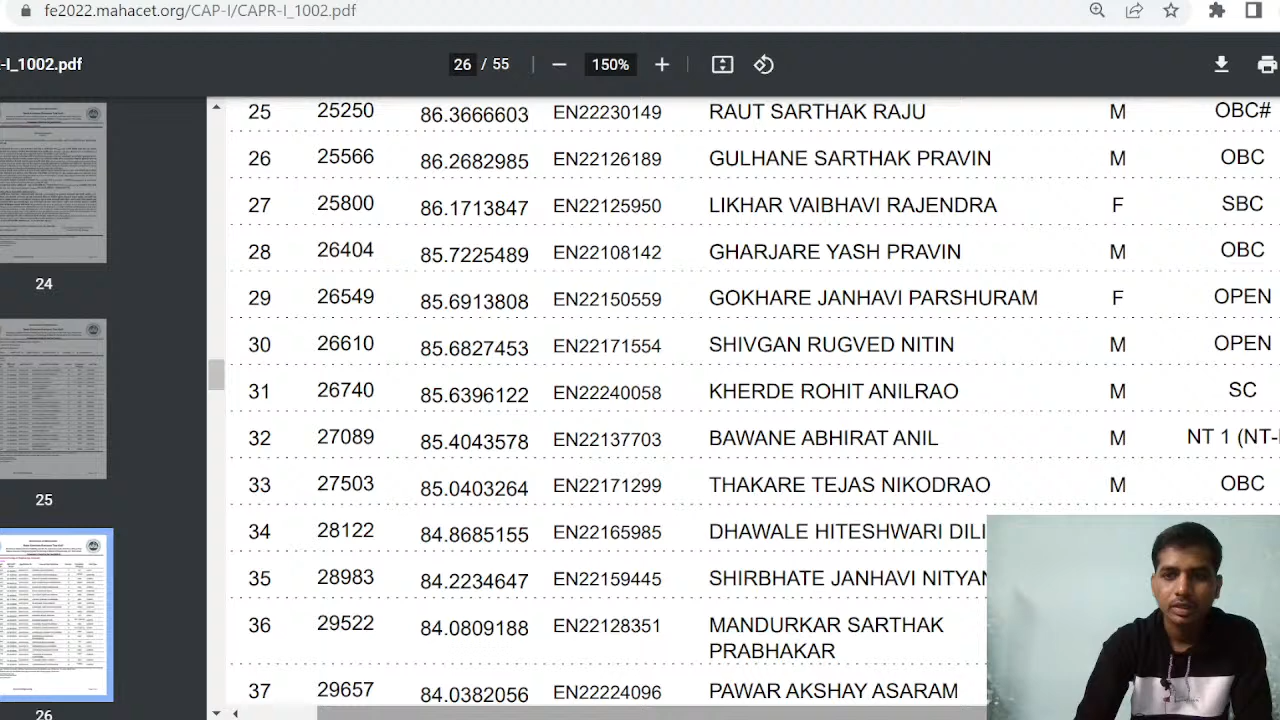 fe2022.mahacet.org/CAP-I/CAPR-I_1002.pdf
-I_1002.pdf
26 / 55
150%
25 25250 86.3666603 EN22230149 RAUT SARTHAK RAJU M OBC#
26 25566 86.2682985 EN22126189 GULHANE SARTHAK PRAVIN M OBC
27 25800 86.1713847 EN22125950 LIKHAR VAIBHAVI RAJENDRA F SBC
28 26404 85.7225489 EN22108142 GHARJARE YASH PRAVIN M OBC
29 26549 85.6913808 EN22150559 GOKHARE JANHAVI PARSHURAM F OPEN
30 26610 85.6827453 EN22171554 SHIVGAN RUGVED NITIN M OPEN
31 26740 85.6396122 EN22240058 KHERDE ROHIT ANILRAO M SC
32 27089 85.4043578 EN22137703 BAWANE ABHIRAT ANIL M NT 1 (NT-
33 27503 85.0403264 EN22171299 THAKARE TEJAS NIKODRAO M OBC
34 28122 84.8685155 EN22165985 DHAWALE HITESHWARI DILI
35 28983 84.2234647 EN22159445 SHIRBHATE JANHAVI NITYAN
36 29522 84.0609188 EN22128351 MANDURKAR SARTHAK
PRABHAKAR
37 29657 84.0382056 EN22224096 PAWAR AKSHAY ASARAM
24
25
26